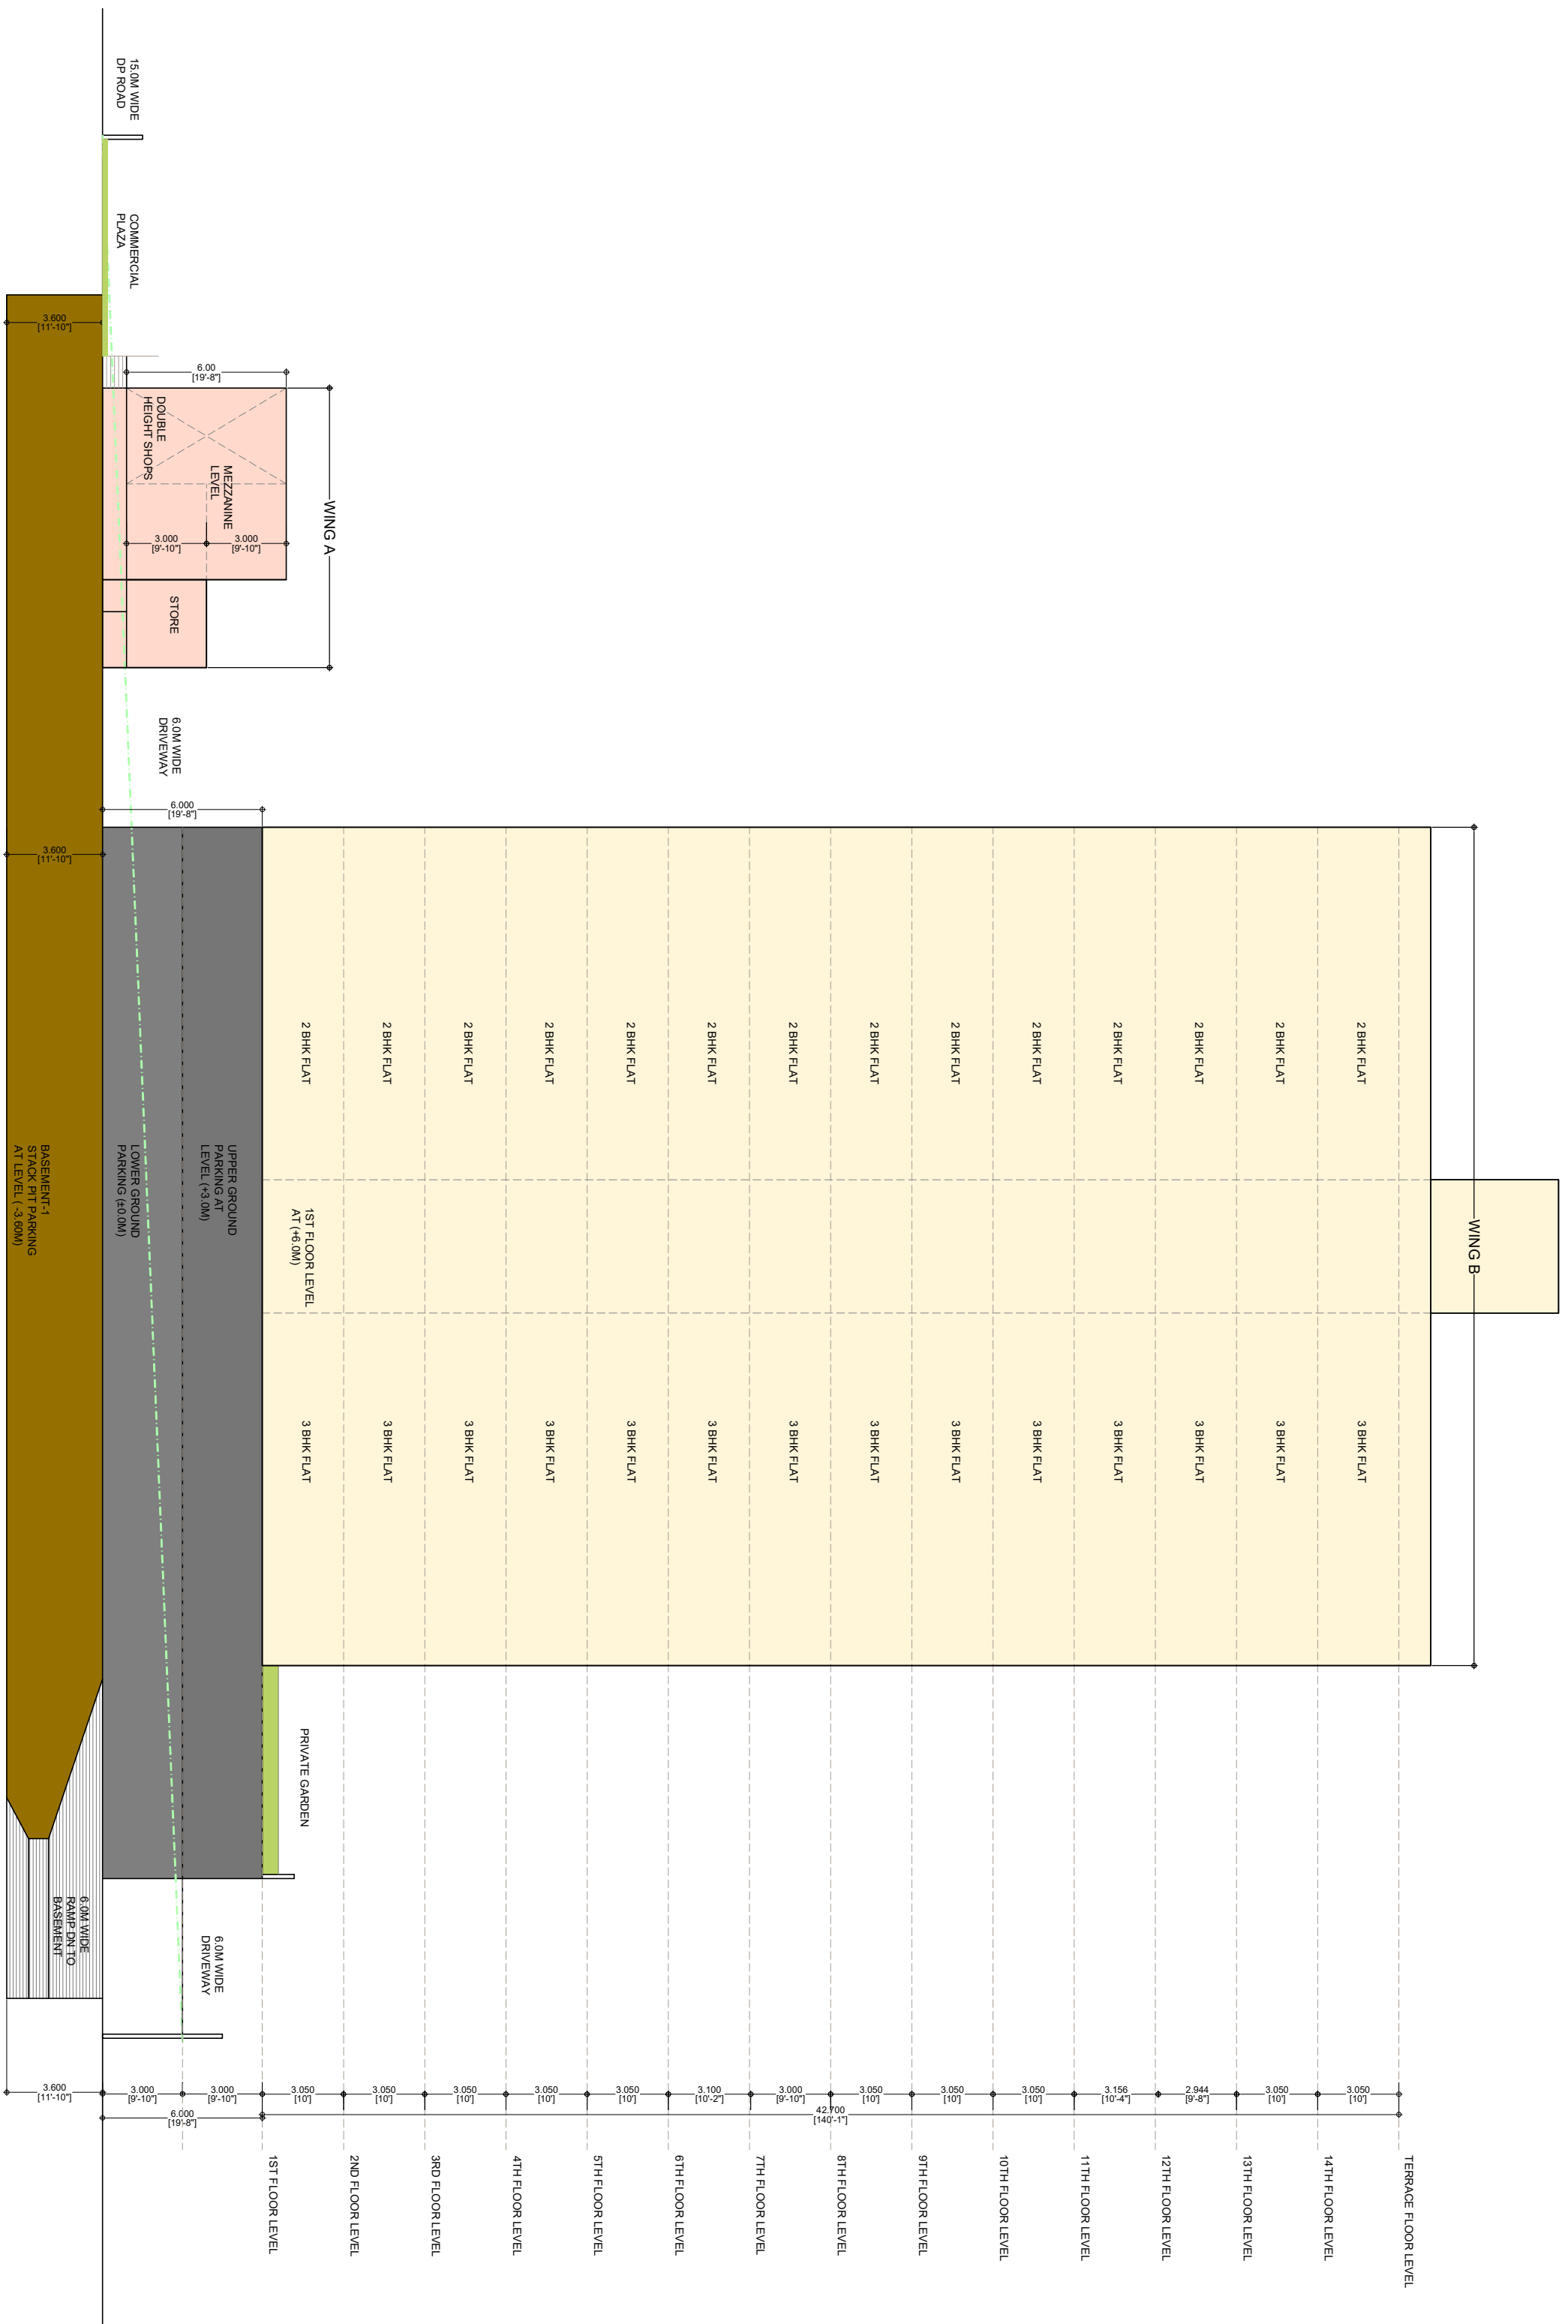 WING B
TERRACE FLOOR LEVEL
2 BHK FLAT
3 BHK FLAT
3.050
[10']
14TH FLOOR LEVEL
2 BHK FLAT
3 BHK FLAT
3.050
[10']
13TH FLOOR LEVEL
2 BHK FLAT
3 BHK FLAT
2.944
[9'-8"]
12TH FLOOR LEVEL
2 BHK FLAT
3 BHK FLAT
3.156
[10'-4"]
11TH FLOOR LEVEL
2 BHK FLAT
3 BHK FLAT
3.050
[10']
10TH FLOOR LEVEL
2 BHK FLAT
3 BHK FLAT
3.050
[10']
9TH FLOOR LEVEL
2 BHK FLAT
3 BHK FLAT
3.050
[10']
8TH FLOOR LEVEL
42.700
[140'-1"]
2 BHK FLAT
3 BHK FLAT
3.000
[9'-10"]
7TH FLOOR LEVEL
2 BHK FLAT
3 BHK FLAT
3.100
[10'-2"]
6TH FLOOR LEVEL
2 BHK FLAT
3 BHK FLAT
3.050
[10']
5TH FLOOR LEVEL
2 BHK FLAT
3 BHK FLAT
3.050
[10']
4TH FLOOR LEVEL
2 BHK FLAT
3 BHK FLAT
3.050
[10']
3RD FLOOR LEVEL
2 BHK FLAT
3 BHK FLAT
3.050
[10']
2ND FLOOR LEVEL
WING A
2 BHK FLAT
1ST FLOOR LEVEL
AT (+6.0M)
3 BHK FLAT
PRIVATE GARDEN
3.050
[10']
1ST FLOOR LEVEL
6.00
[19'-8"]
MEZZANINE
LEVEL
3.000
[9'-10"]
3.000
[9'-10"]
DOUBLE
HEIGHT SHOPS
STORE
6.0M WIDE
DRIVEWAY
6.000
[19'-8"]
UPPER GROUND
PARKING AT
LEVEL (+3.0M)
6.0M WIDE
DRIVEWAY
3.000
[9'-10"]
3.000
[9'-10"]
6.000
[19'-8"]
15.0M WIDE
DP ROAD
COMMERCIAL
PLAZA
LOWER GROUND
PARKING (±0.0M)
3.600
[11'-10"]
3.600
[11'-10"]
BASEMENT-1
STACK PIT PARKING
AT LEVEL ( -3.60M)
6.0M WIDE
RAMP DN TO
BASEMENT
3.600
[11'-10"]